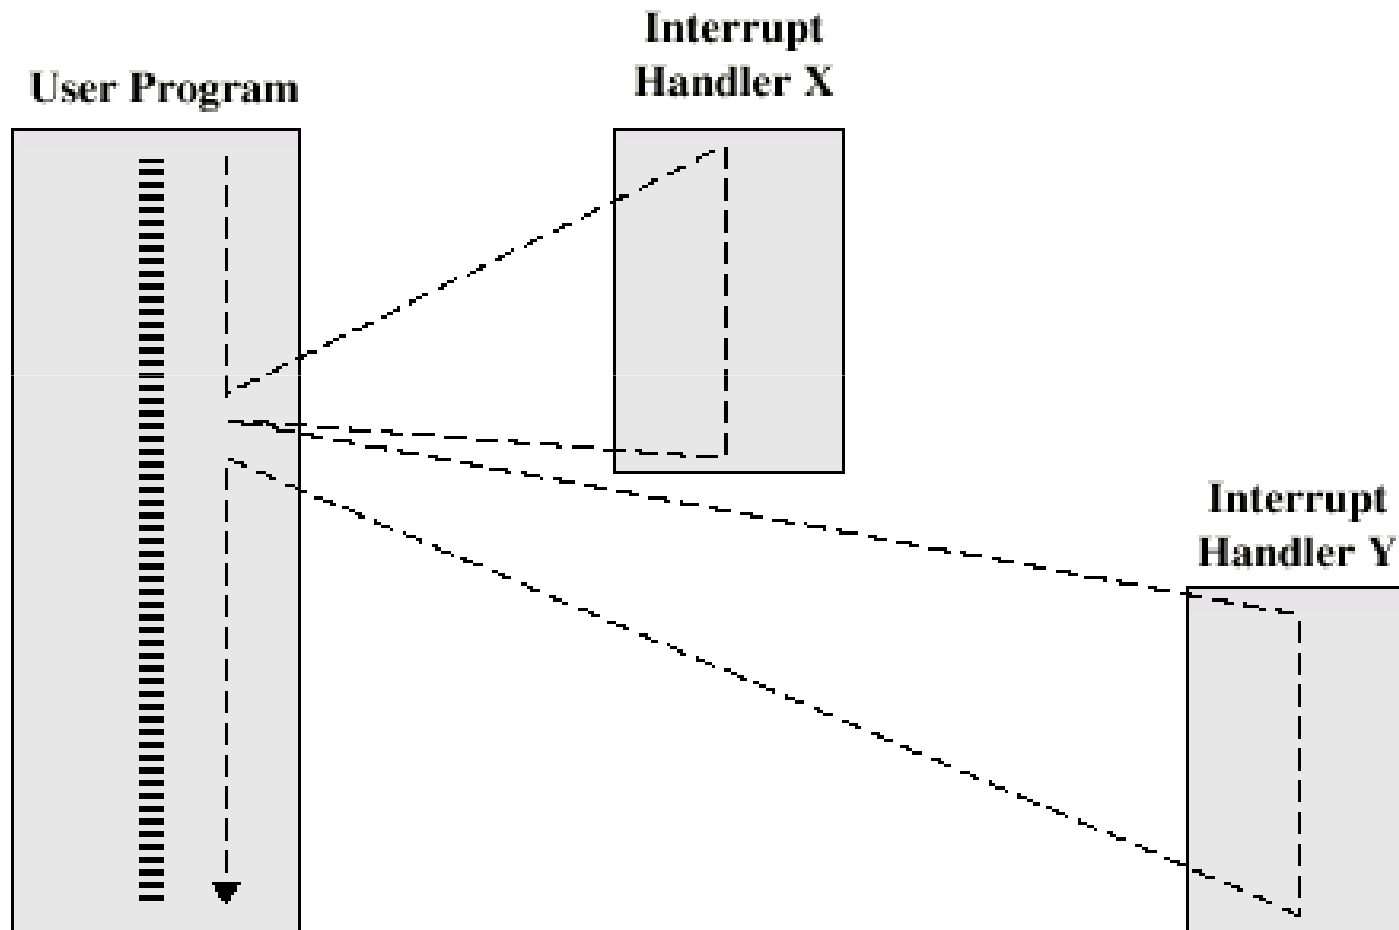 User Program
Interrupt
Handler X
Interrupt
Handler Y